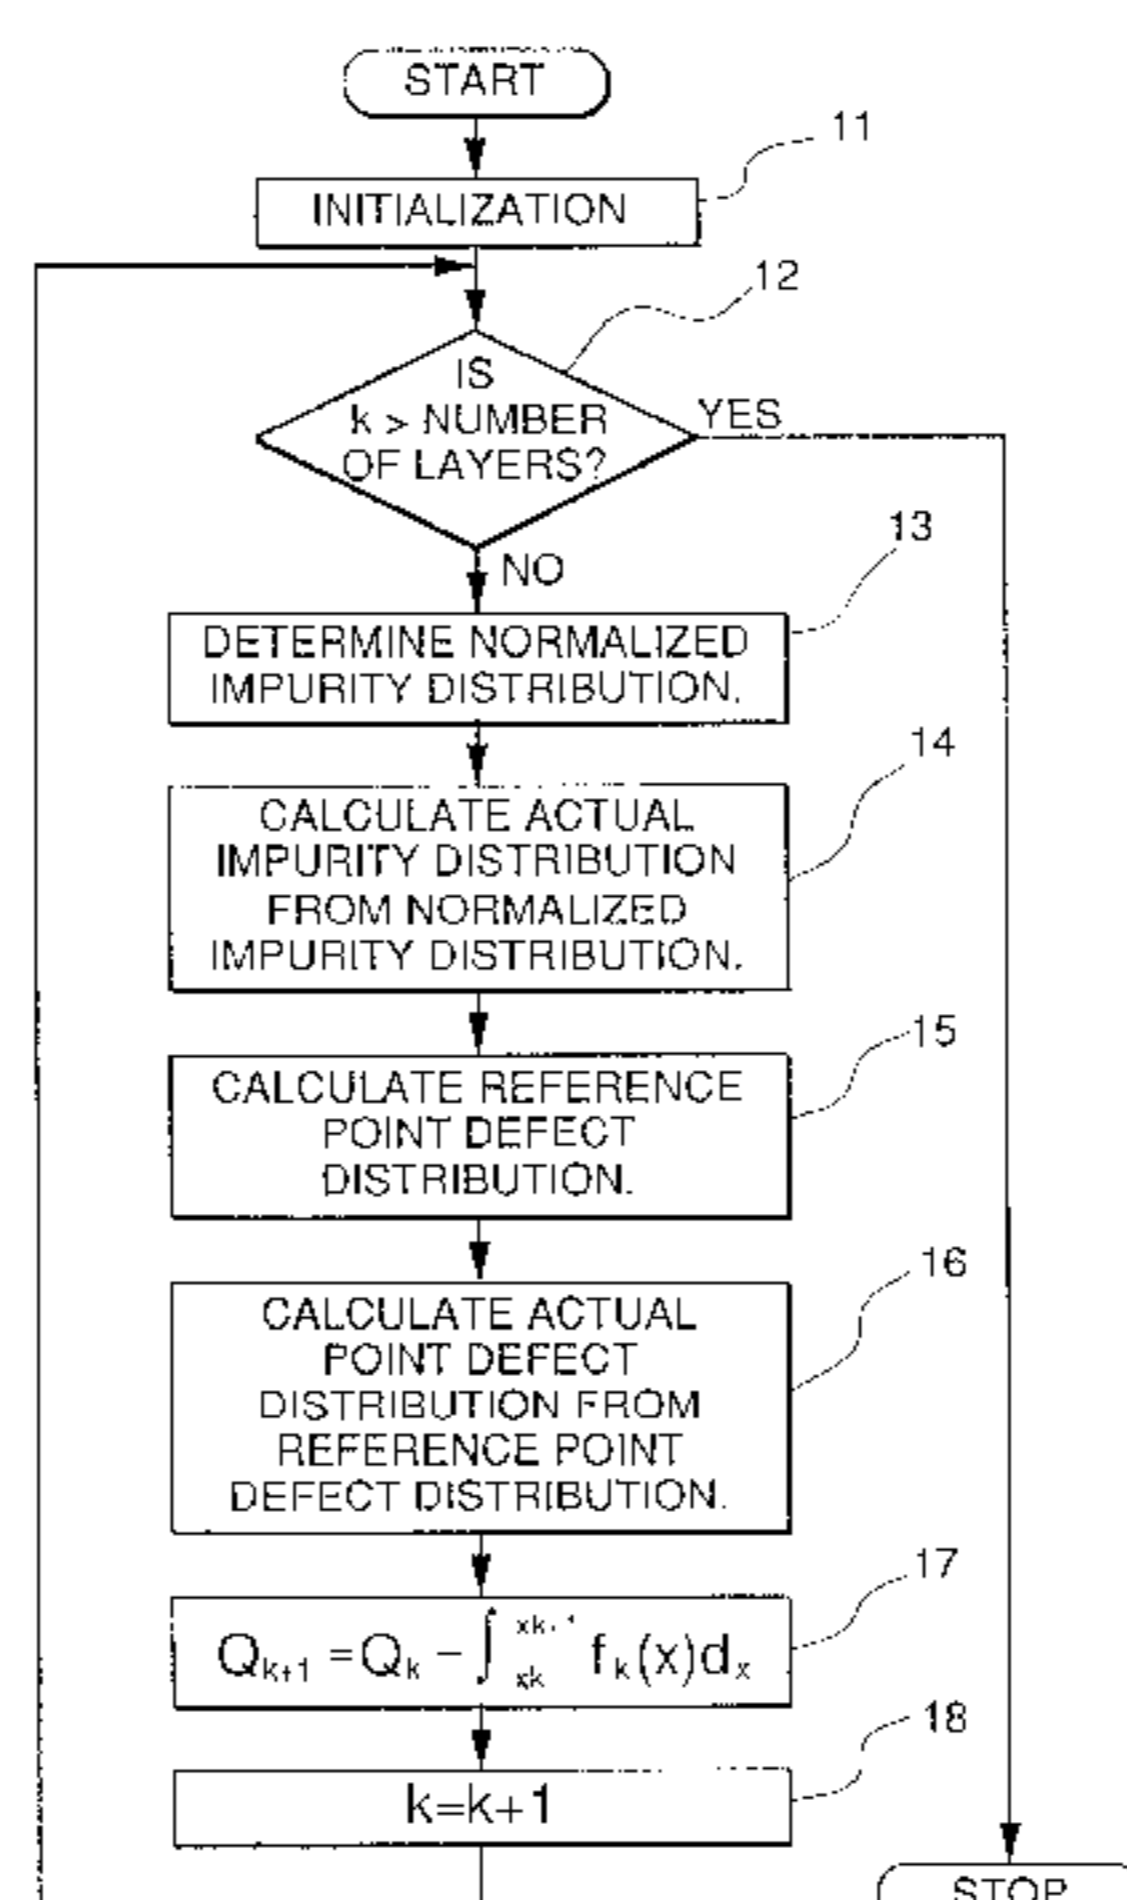 START
11
INITIALIZATION
12
IS
k > NUMBER
OF LAYERS?
YES
NO
13
DETERMINE NORMALIZED
IMPURITY DISTRIBUTION.
14
CALCULATE ACTUAL
IMPURITY DISTRIBUTION
FROM NORMALIZED
IMPURITY DISTRIBUTION.
15
CALCULATE REFERENCE
POINT DEFECT
DISTRIBUTION.
16
CALCULATE ACTUAL
POINT DEFECT
DISTRIBUTION FROM
REFERENCE POINT
DEFECT DISTRIBUTION.
17
Qk+1 = Qk − ∫xk^xk+1 fk(x)dx
18
k=k+1
STOP